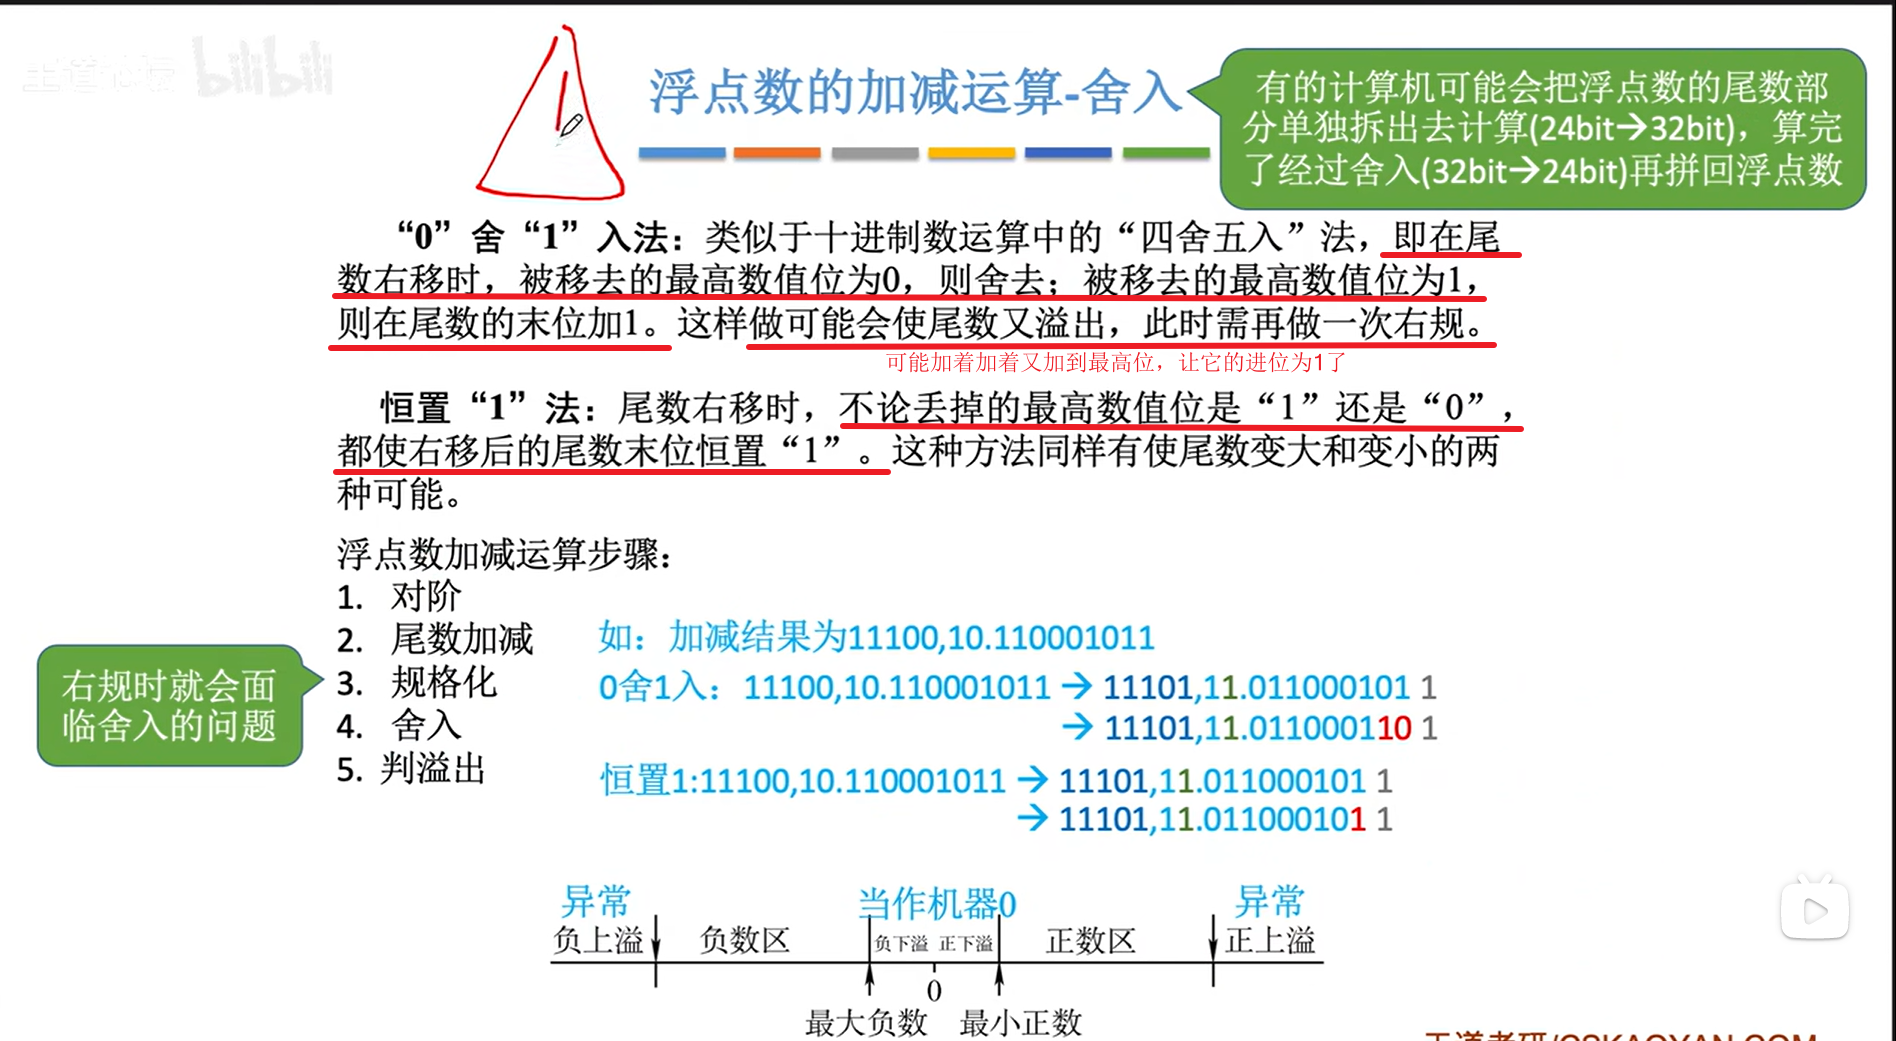 bilibili
浮点数的加减运算-舍入
有的计算机可能会把浮点数的尾数部
分单独拆出去计算(24bit→32bit)，算完
了经过舍入(32bit→24bit)再拼回浮点数
“0”舍“1”入法：类似于十进制数运算中的“四舍五入”法，即在尾
数右移时，被移去的最高数值位为0，则舍去；被移去的最高数值位为1，
则在尾数的末位加1。这样做可能会使尾数又溢出，此时需再做一次右规。
可能加着加着又加到最高位，让它的进位为1了
恒置“1”法：尾数右移时，不论丢掉的最高数值位是“1”还是“0”，
都使右移后的尾数末位恒置“1”。这种方法同样有使尾数变大和变小的两
种可能。
浮点数加减运算步骤：
1. 对阶
2. 尾数加减
3. 规格化
4. 舍入
5. 判溢出
右规时就会面
临舍入的问题
如：加减结果为11100,10.110001011
0舍1入：11100,10.110001011 → 11101,11.011000101 1
→ 11101,11.011000110 1
恒置1:11100,10.110001011 → 11101,11.011000101 1
→ 11101,11.011000101 1
异常 当作机器0 异常
负上溢 负数区 负下溢 正下溢 正数区 正上溢
0
最大负数 最小正数
王道考研/CSKAOYAN.COM